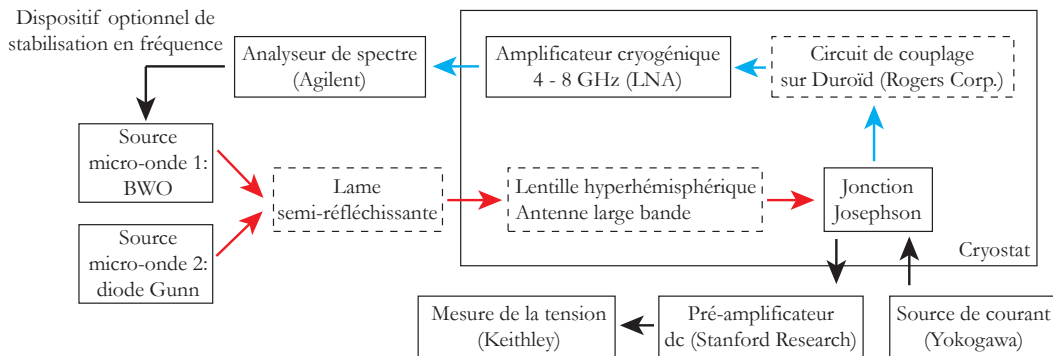 Dispositif optionnel de
stabilisation en fréquence
Analyseur de spectre
(Agilent)
Amplificateur cryogénique
4 - 8 GHz (LNA)
Circuit de couplage
sur Duroïd (Rogers Corp.)
Source
micro-onde 1:
BWO
Lame
semi-réfléchissante
Lentille hyperhémisphérique
Antenne large bande
Jonction
Josephson
Source
micro-onde 2:
diode Gunn
Cryostat
Mesure de la tension
(Keithley)
Pré-amplificateur
dc (Stanford Research)
Source de courant
(Yokogawa)